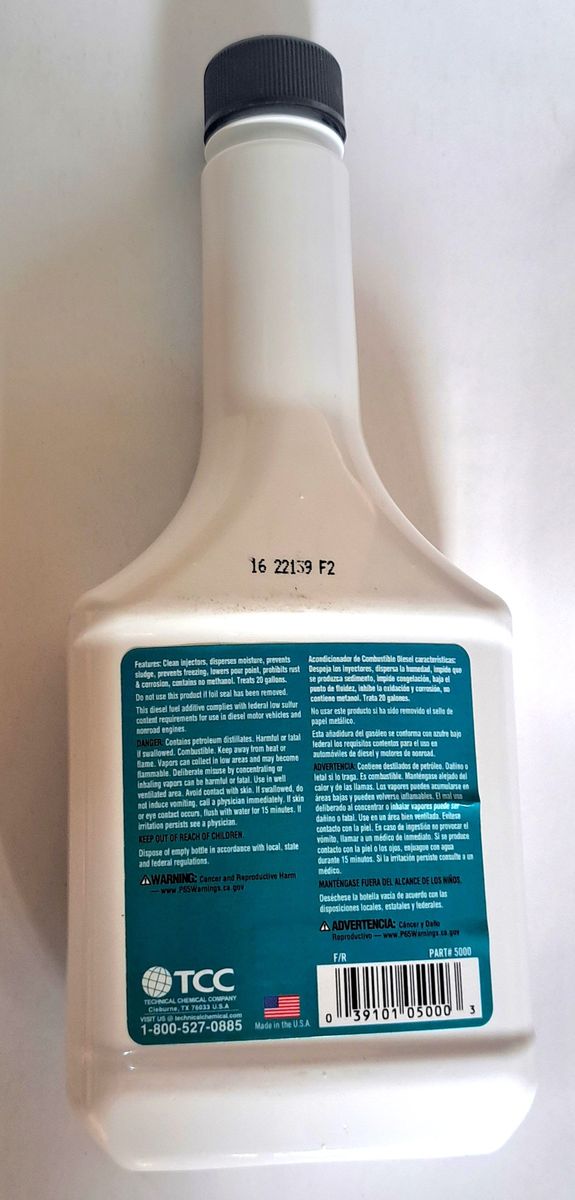 16 22139 F2
Features: Clean injectors, disperses moisture, prevents
sludge, prevents freezing, lowers pour point, prohibits rust
& corrosion, contains no methanol. Treats 20 gallons.
Do not use this product if foil seal has been removed.
This diesel fuel additive complies with federal low sulfur
content requirements for use in diesel motor vehicles and
nonroad engines.
DANGER: Contains petroleum distillates. Harmful or fatal
if swallowed. Combustible. Keep away from heat or
flame. Vapors can collect in low areas and may become
flammable. Deliberate misuse by concentrating or
inhaling vapors can be harmful or fatal. Use in well
ventilated area. Avoid contact with skin. If swallowed, do
not induce vomiting, call a physician immediately. If skin
or eye contact occurs, flush with water for 15 minutes. If
irritation persists see a physician.
KEEP OUT OF REACH OF CHILDREN.
Dispose of empty bottle in accordance with local, state
and federal regulations.
WARNING: Cancer and Reproductive Harm
— www.P65Warnings.ca.gov
TCC
TECHNICAL CHEMICAL COMPANY
Cleburne, TX 76033 U.S.A
VISIT US @ technicalchemical.com
1-800-527-0885
Made in the U.S.A.
Acondicionador de Combustible Diesel características:
Despeja los inyectores, dispersa la humedad, impide que
se produzca sedimento, impide congelación, baja el
punto de fluidez, inhibe la oxidación y corrosión, no
contiene metanol. Trata 20 galones.
No usar este producto si ha sido removido el sello de
papel metálico.
Esta añadidura del gasóleo conforma con azufre bajo
federal los requisitos contentos para el uso en
automóviles de diesel y motores de nonroad.
ADVERTENCIA: Contiene destilados de petróleo. Dañino o
letal si lo traga. Es combustible. Manténgase alejado del
calor y de las llamas. Los vapores pueden acumularse en
áreas bajas y pueden volverse inflamables. El mal uso
deliberado al concentrar o inhalar vapores puede ser
dañino o fatal. Use en un área bien ventilada. Evítese
contacto con la piel. En caso de ingestión no provocar el
vómito, llamar a un médico de inmediato. Si se produce
contacto con la piel o los ojos, enjuague con agua
durante 15 minutos. Si la irritación persiste consulte a un
médico.
MANTÉNGASE FUERA DEL ALCANCE DE LOS NIÑOS.
Deséchese la botella vacía de acuerdo con las
disposiciones locales, estatales y federales.
ADVERTENCIA: Cáncer y Daño
Reproductivo — www.P65Warnings.ca.gov
F/R PART# 5000
0 39101 05000 3